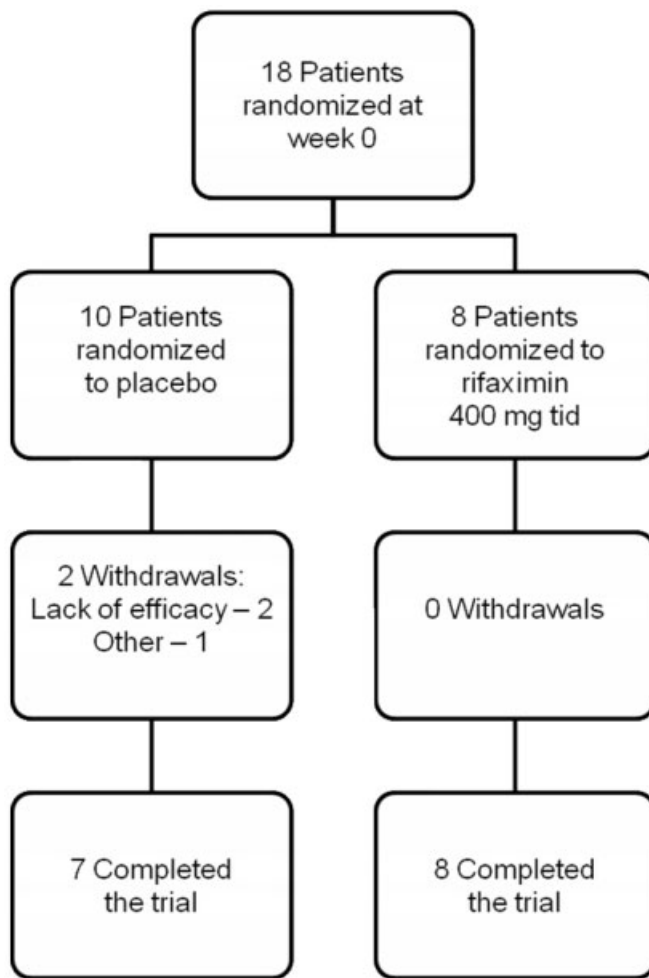 18 Patients
randomized at
week 0
10 Patients
randomized
to placebo
8 Patients
randomized to
rifaximin
400 mg tid
2 Withdrawals:
Lack of efficacy – 2
Other – 1
0 Withdrawals
7 Completed
the trial
8 Completed
the trial